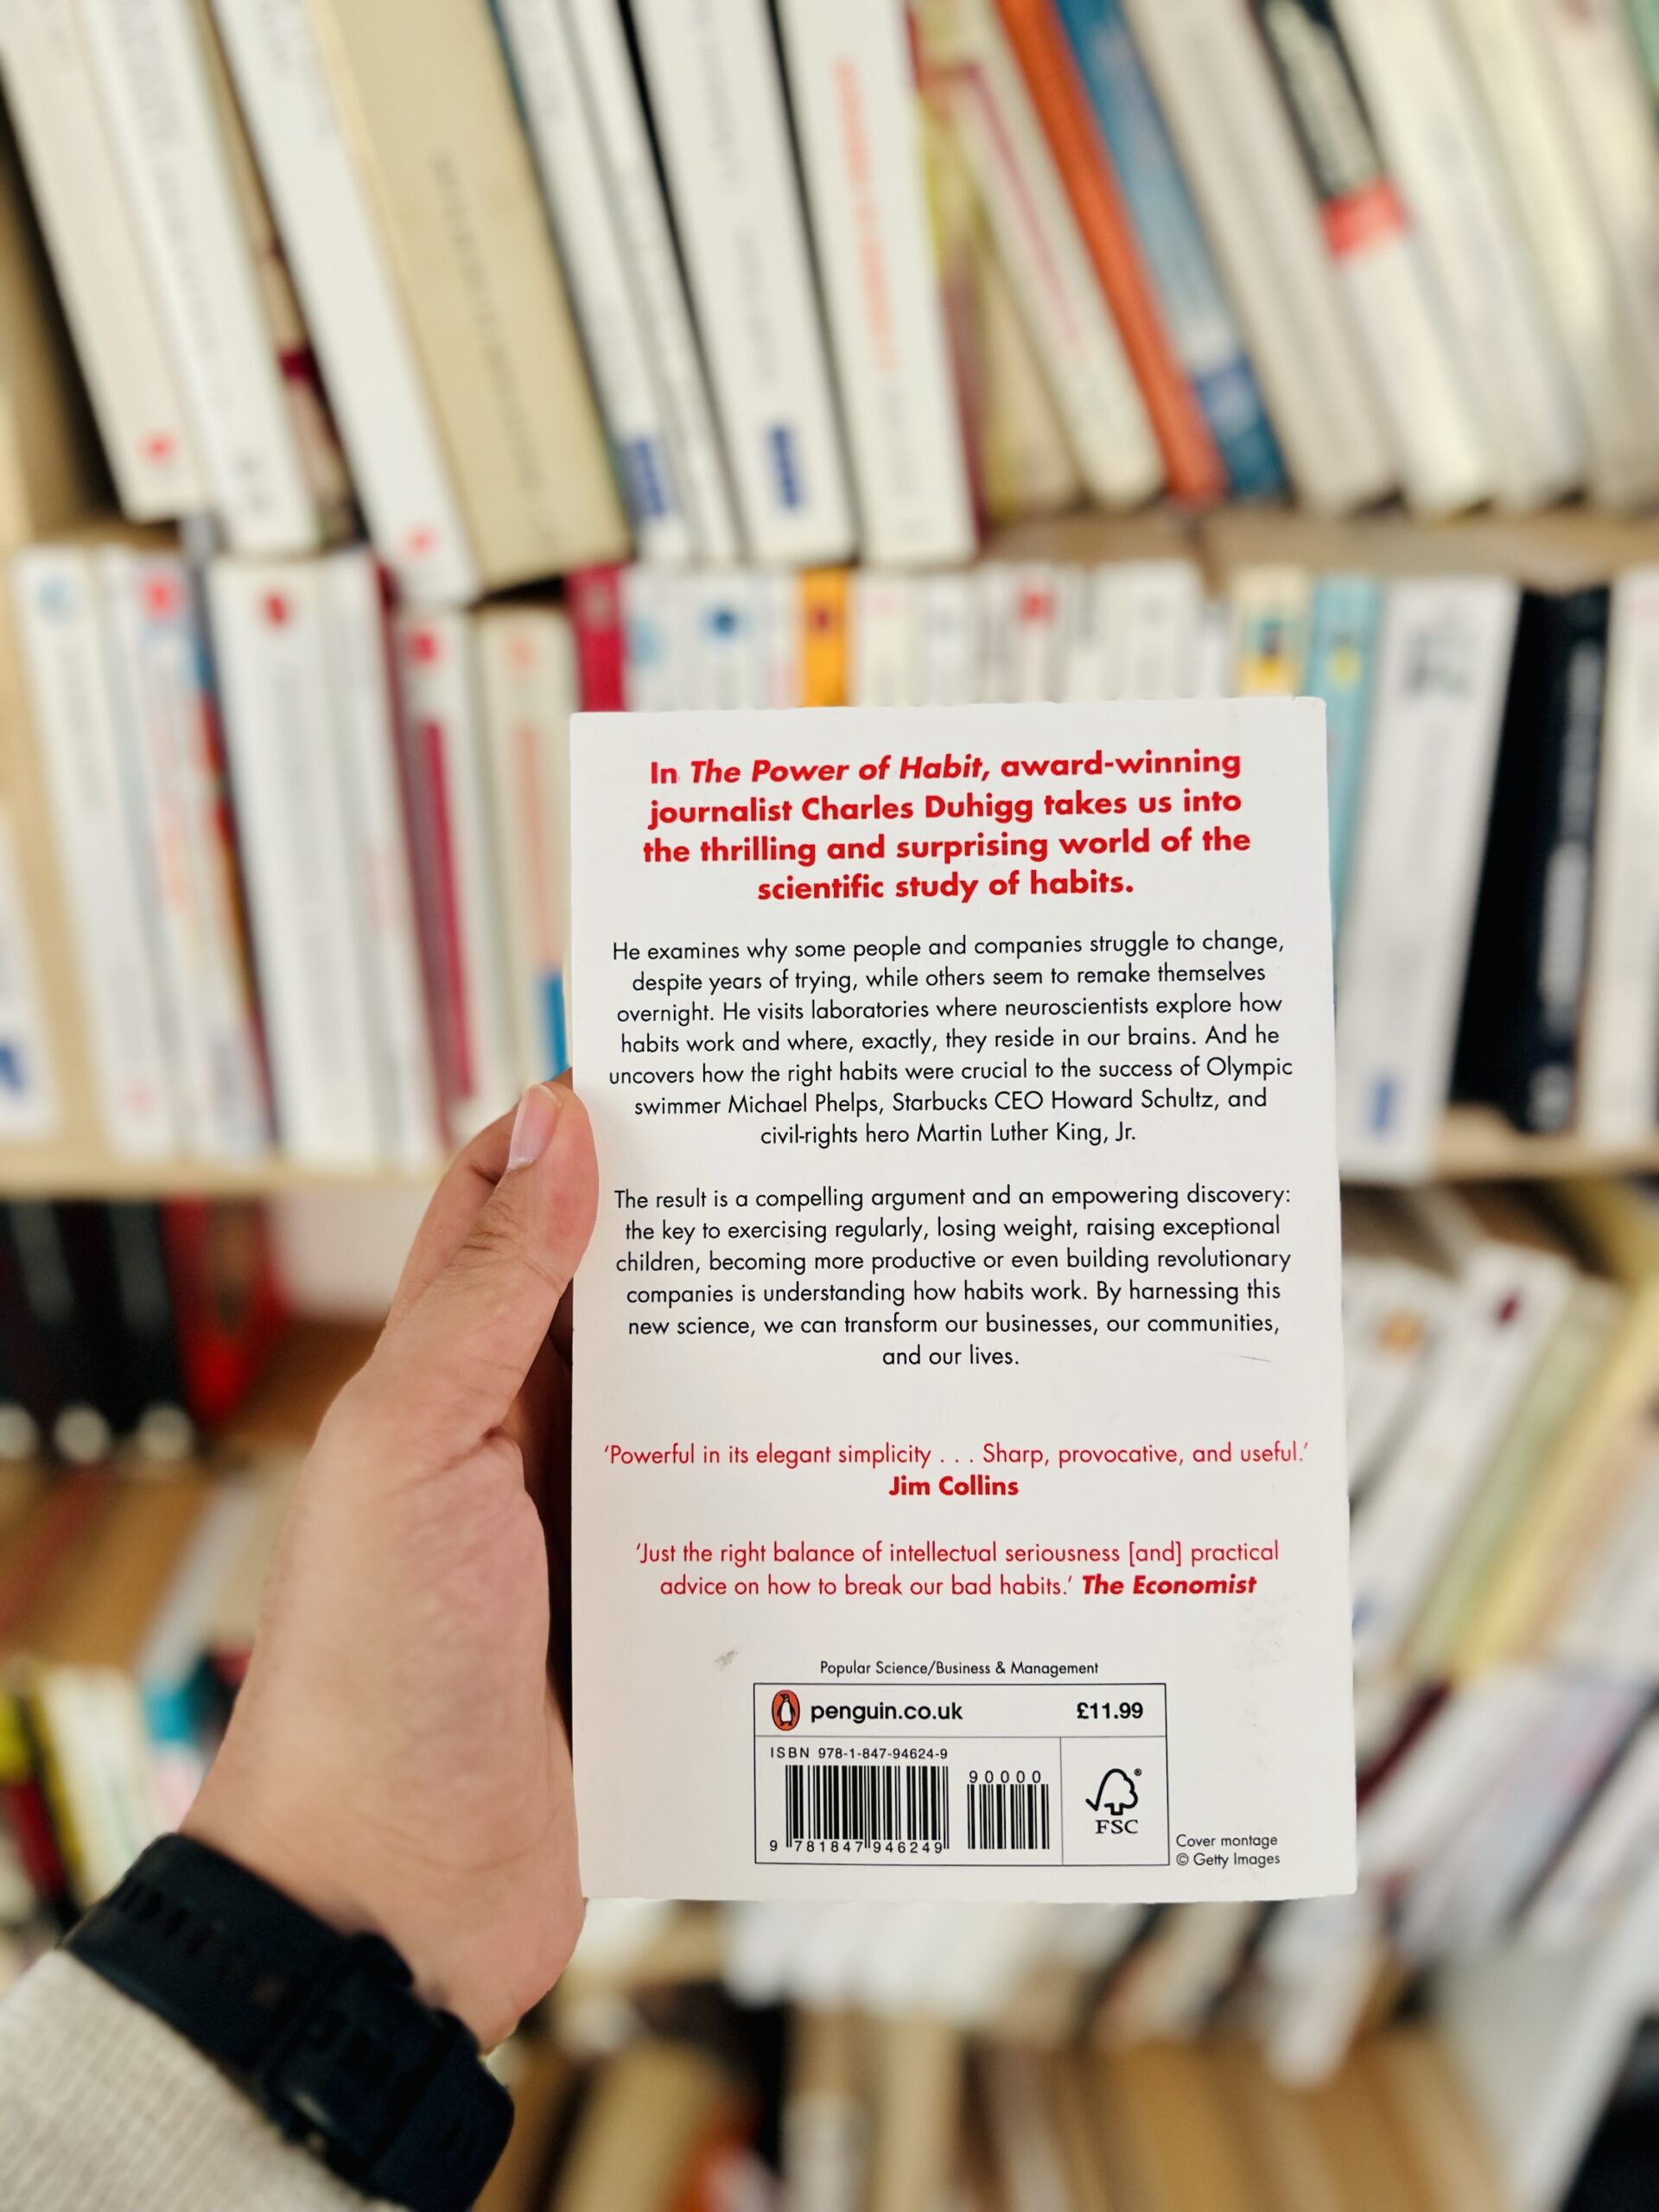 In The Power of Habit, award-winning
journalist Charles Duhigg takes us into
the thrilling and surprising world of the
scientific study of habits.
He examines why some people and companies struggle to change,
despite years of trying, while others seem to remake themselves
overnight. He visits laboratories where neuroscientists explore how
habits work and where, exactly, they reside in our brains. And he
uncovers how the right habits were crucial to the success of Olympic
swimmer Michael Phelps, Starbucks CEO Howard Schultz, and
civil-rights hero Martin Luther King, Jr.
The result is a compelling argument and an empowering discovery:
the key to exercising regularly, losing weight, raising exceptional
children, becoming more productive or even building revolutionary
companies is understanding how habits work. By harnessing this
new science, we can transform our businesses, our communities,
and our lives.
‘Powerful in its elegant simplicity . . . Sharp, provocative, and useful.’
Jim Collins
‘Just the right balance of intellectual seriousness [and] practical
advice on how to break our bad habits.’ The Economist
Popular Science/Business & Management
penguin.co.uk £11.99
ISBN 978-1-847-94624-9
90000
9 781847 946249
® FSC
Cover montage
© Getty Images